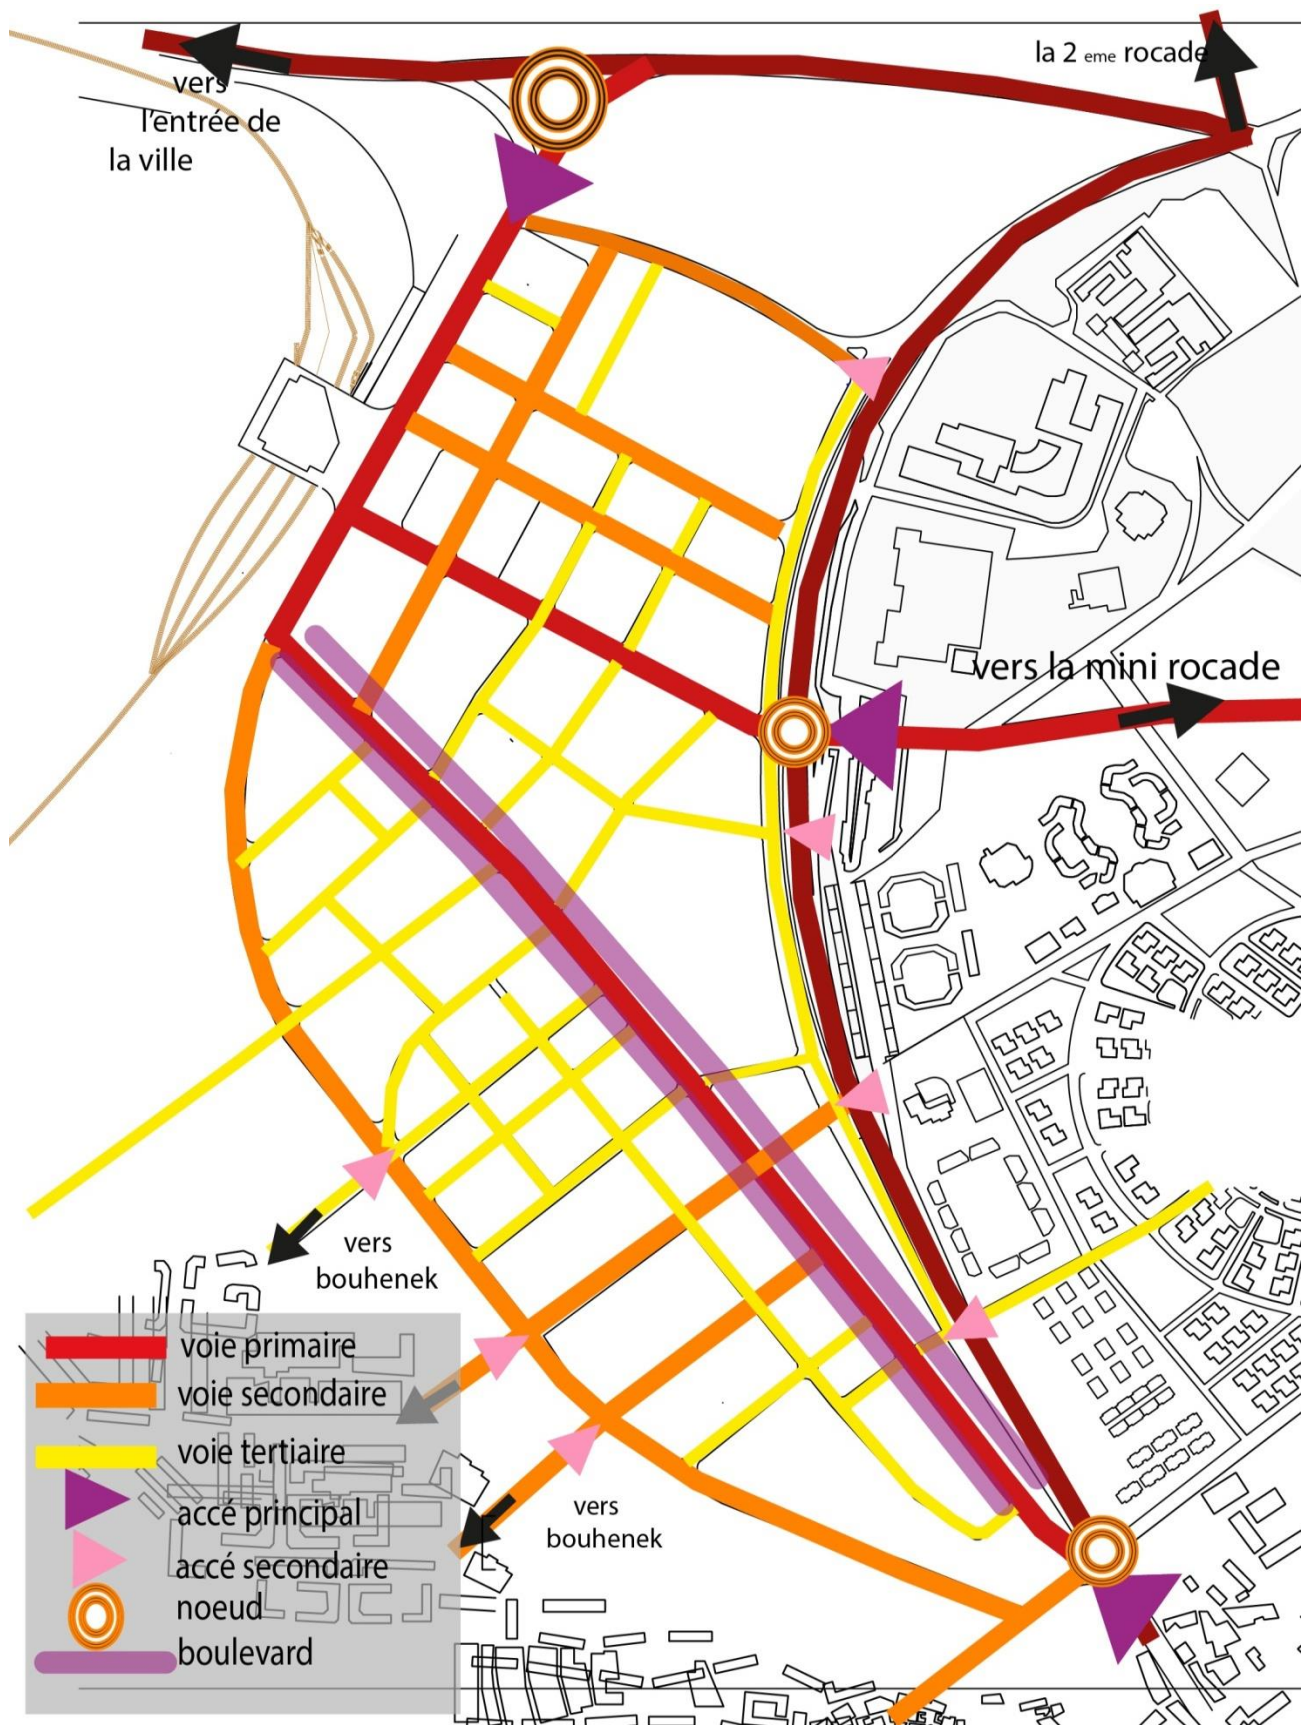 la 2 eme rocade
vers
l'entrée de
la ville
vers la mini rocade
vers
bouhenek
vers
bouhenek
voie primaire
voie secondaire
voie tertiaire
accé principal
accé secondaire
noeud
boulevard